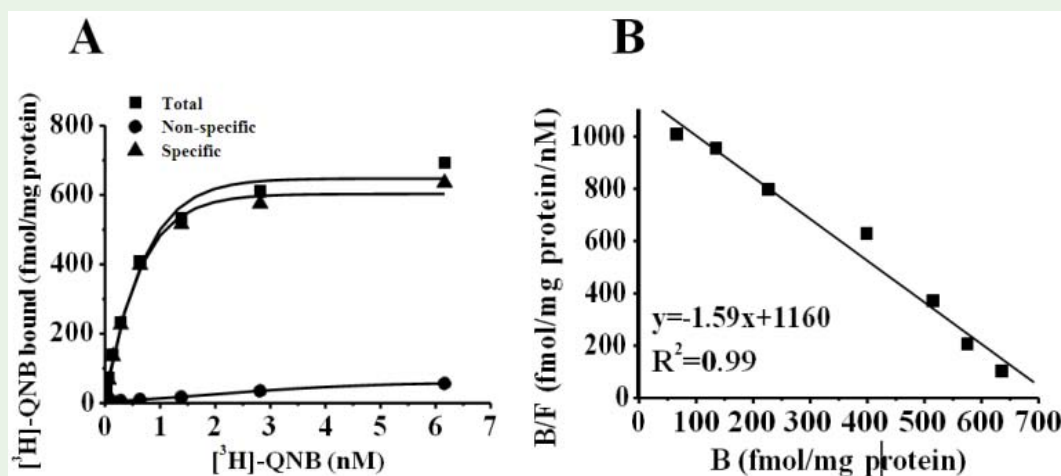 A
B
Total
Non-specific
Specific
[³H]-QNB bound (fmol/mg protein)
800
600
400
200
0
0 1 2 3 4 5 6 7
[³H]-QNB (nM)
B/F (fmol/mg protein/nM)
1000
800
600
400
200
0
y=-1.59x+1160
R²=0.99
0 100 200 300 400 500 600 700
B (fmol/mg protein)